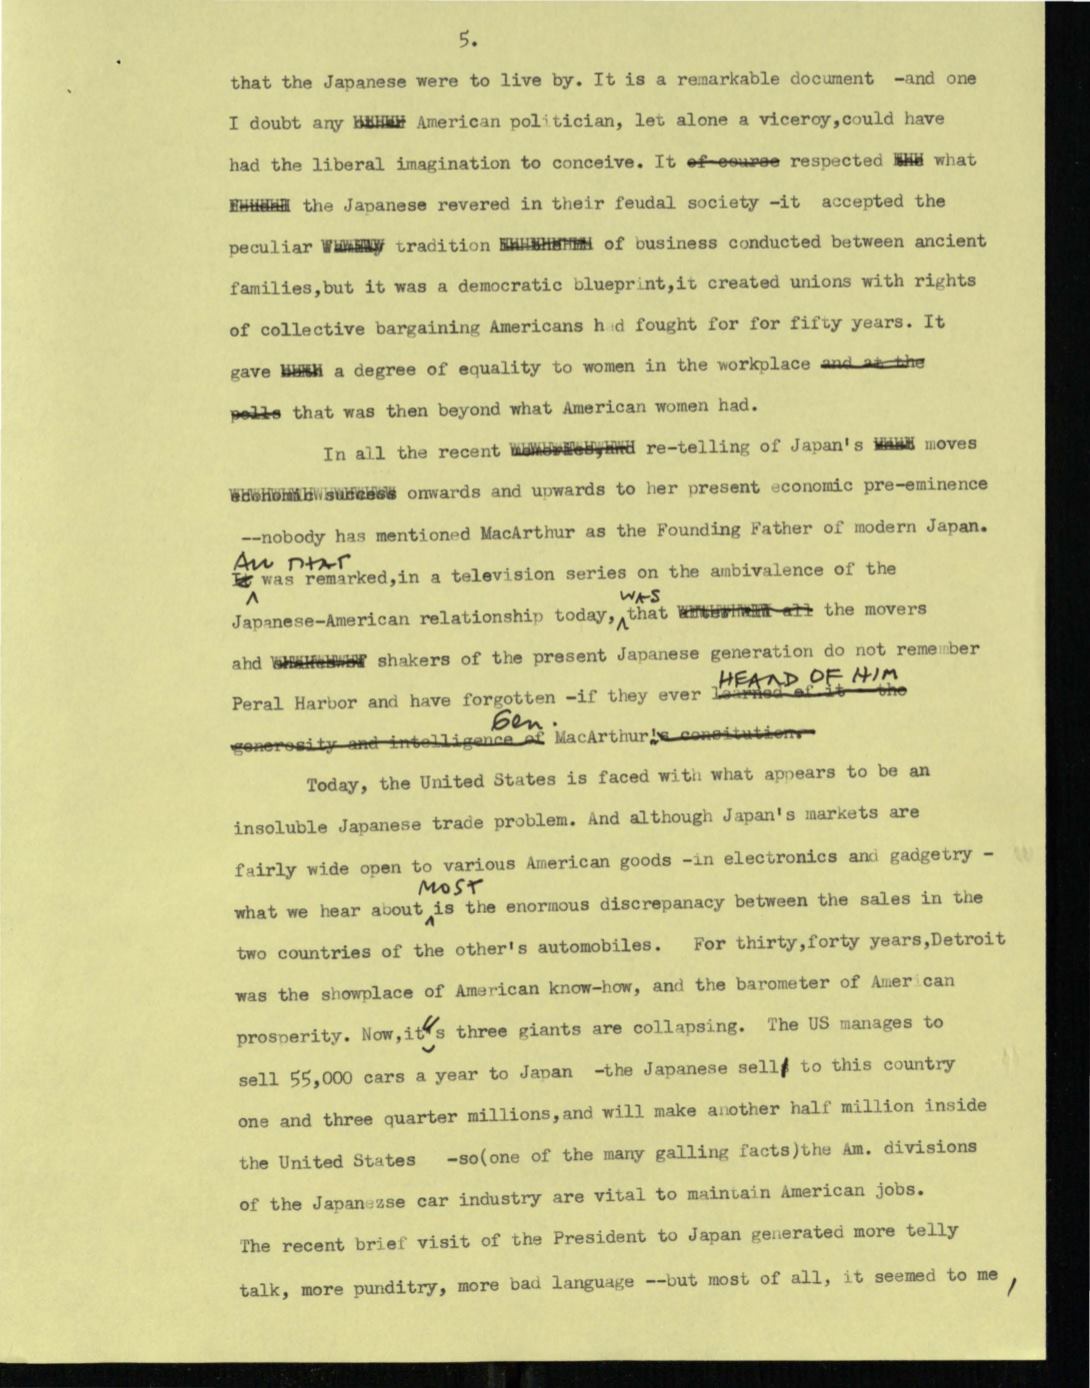 5.
that the Japanese were to live by. It is a remarkable document -and one
I doubt any American politician, let alone a viceroy,could have
had the liberal imagination to conceive. It of course respected what
the Japanese revered in their feudal society -it accepted the
peculiar tradition of business conducted between ancient
families,but it was a democratic blueprint,it created unions with rights
of collective bargaining Americans had fought for for fifty years. It
gave a degree of equality to women in the workplace and at the
polls that was then beyond what American women had.
In all the recent re-telling of Japan's moves
economic success onwards and upwards to her present economic pre-eminence
--nobody has mentioned MacArthur as the Founding Father of modern Japan.
ALL THAT
It was remarked,in a television series on the ambivalence of the
WAS
Japanese-American relationship today, that all the movers
ahd shakers of the present Japanese generation do not remember
HEARD OF HIM
Peral Harbor and have forgotten -if they ever learned of it - the
Gen.
generosity and intelligence of MacArthur's consitution.
Today, the United States is faced with what appears to be an
insoluble Japanese trade problem. And although Japan's markets are
fairly wide open to various American goods -in electronics and gadgetry -
MOST
what we hear about is the enormous discrepanacy between the sales in the
two countries of the other's automobiles. For thirty,forty years,Detroit
was the showplace of American know-how, and the barometer of American
prosperity. Now,it's three giants are collapsing. The US manages to
sell 55,000 cars a year to Japan -the Japanese sell to this country
one and three quarter millions,and will make another half million inside
the United States -so(one of the many galling facts)the Am. divisions
of the Japanezse car industry are vital to maintain American jobs.
The recent brief visit of the President to Japan generated more telly
talk, more punditry, more bad language --but most of all, it seemed to me,